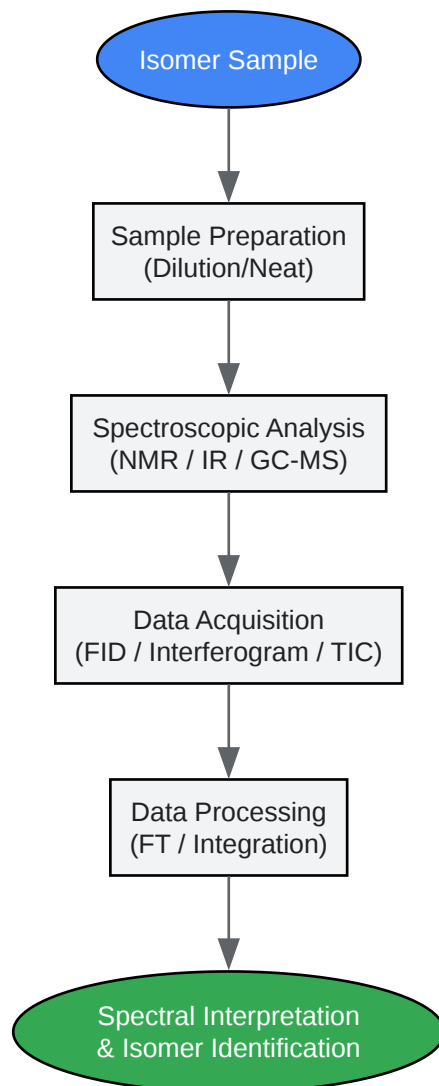 Isomer Sample
Sample Preparation
(Dilution/Neat)
Spectroscopic Analysis
(NMR / IR / GC-MS)
Data Acquisition
(FID / Interferogram / TIC)
Data Processing
(FT / Integration)
Spectral Interpretation
& Isomer Identification